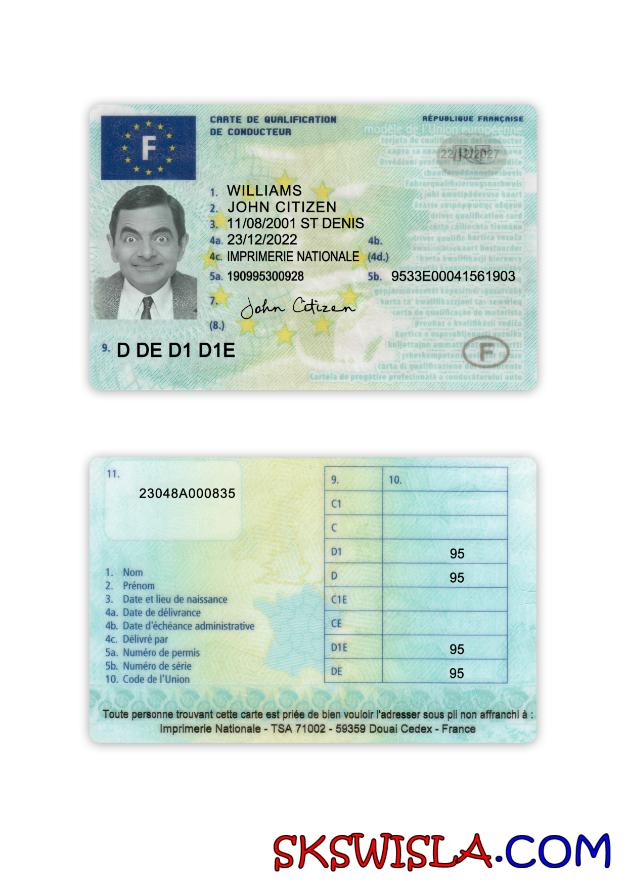 CARTE DE QUALIFICATION
DE CONDUCTEUR
RÉPUBLIQUE FRANÇAISE
modèle de l'Union européenne
F
22/12/2027
1. WILLIAMS
2. JOHN CITIZEN
3. 11/08/2001 ST DENIS
4a. 23/12/2022 4b.
4c. IMPRIMERIE NATIONALE (4d.)
5a. 190995300928 5b. 9533E00041561903
7. John Citizen
(8.)
9. D DE D1 D1E
F
Cartela de pregătire profesională a conducătorului auto
11.
23048A000835
9. 10.
C1
C
D1 95
D 95
C1E
CE
D1E 95
DE 95
1. Nom
2. Prénom
3. Date et lieu de naissance
4a. Date de délivrance
4b. Date d'échéance administrative
4c. Délivré par
5a. Numéro de permis
5b. Numéro de série
10. Code de l'Union
Toute personne trouvant cette carte est priée de bien vouloir l'adresser sous pli non affranchi à :
Imprimerie Nationale - TSA 71002 - 59359 Douai Cedex - France
SKSWISLA.COM